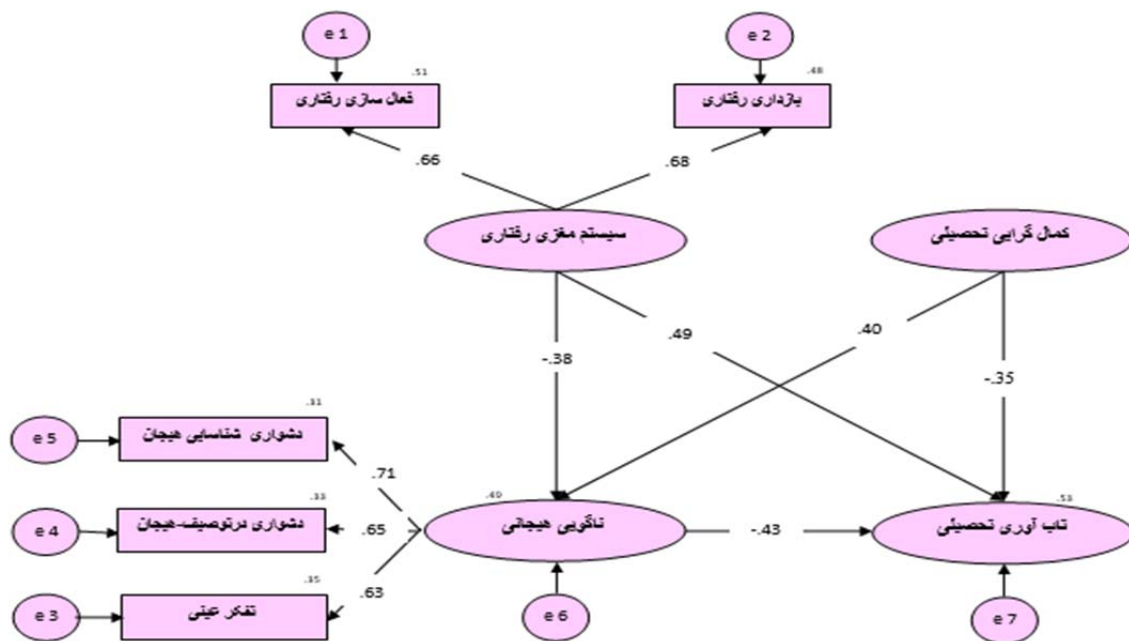 e 1
e 2
.51
.48
فعال سازی رفتاری
بازداری رفتاری
.66
.68
سیستم مغزی رفتاری
کمال گرایی تحصیلی
-.38
.49
.40
-.35
.31
e 5
دشواری شناسایی هیجان
.71
.33
e 4
دشواری درتوصیف-هیجان
.65
.49
ناگویی هیجانی
-.43
.53
تاب آوری تحصیلی
.35
e 3
تفکر عینی
.63
e 6
e 7